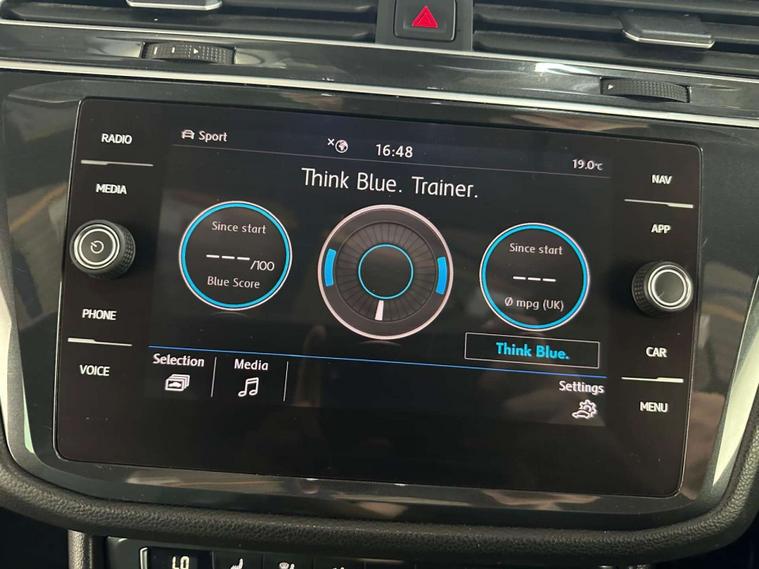 RADIO
MEDIA
PHONE
VOICE
Sport
16:48
19.0°C
Think Blue. Trainer.
Since start
---/100
Blue Score
Since start
---
Ø mpg (UK)
Think Blue.
Selection
Media
Settings
NAV
APP
CAR
MENU
LO